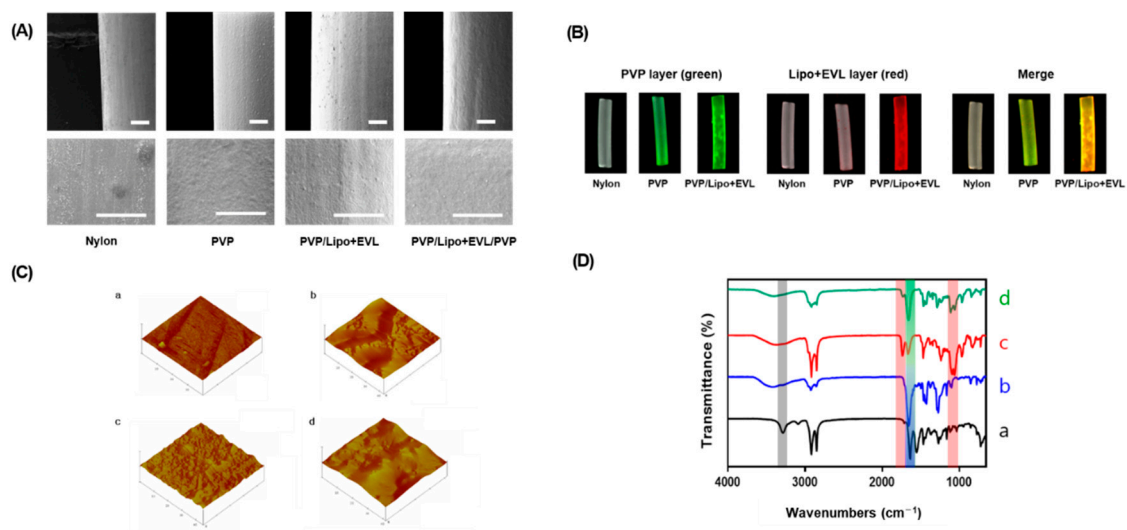 (A)
Nylon PVP PVP/Lipo+EVL PVP/Lipo+EVL/PVP
(B)
PVP layer (green) Lipo+EVL layer (red) Merge
Nylon PVP PVP/Lipo+EVL Nylon PVP PVP/Lipo+EVL Nylon PVP PVP/Lipo+EVL
(C)
a b
c d
(D)
Transmittance (%)
d
c
b
a
4000 3000 2000 1000
Wavenumbers (cm⁻¹)